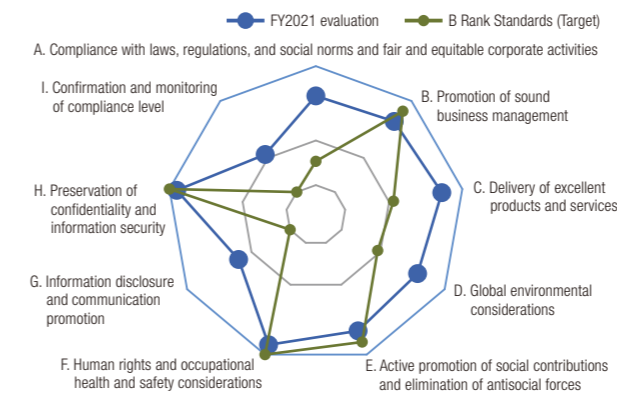 FY2021 evaluation
B Rank Standards (Target)
A. Compliance with laws, regulations, and social norms and fair and equitable corporate activities
I. Confirmation and monitoring
of compliance level
B. Promotion of sound
business management
C. Delivery of excellent
products and services
H. Preservation of
confidentiality and
information security
G. Information disclosure
and communication
promotion
D. Global environmental
considerations
F. Human rights and occupational
health and safety considerations
E. Active promotion of social contributions
and elimination of antisocial forces